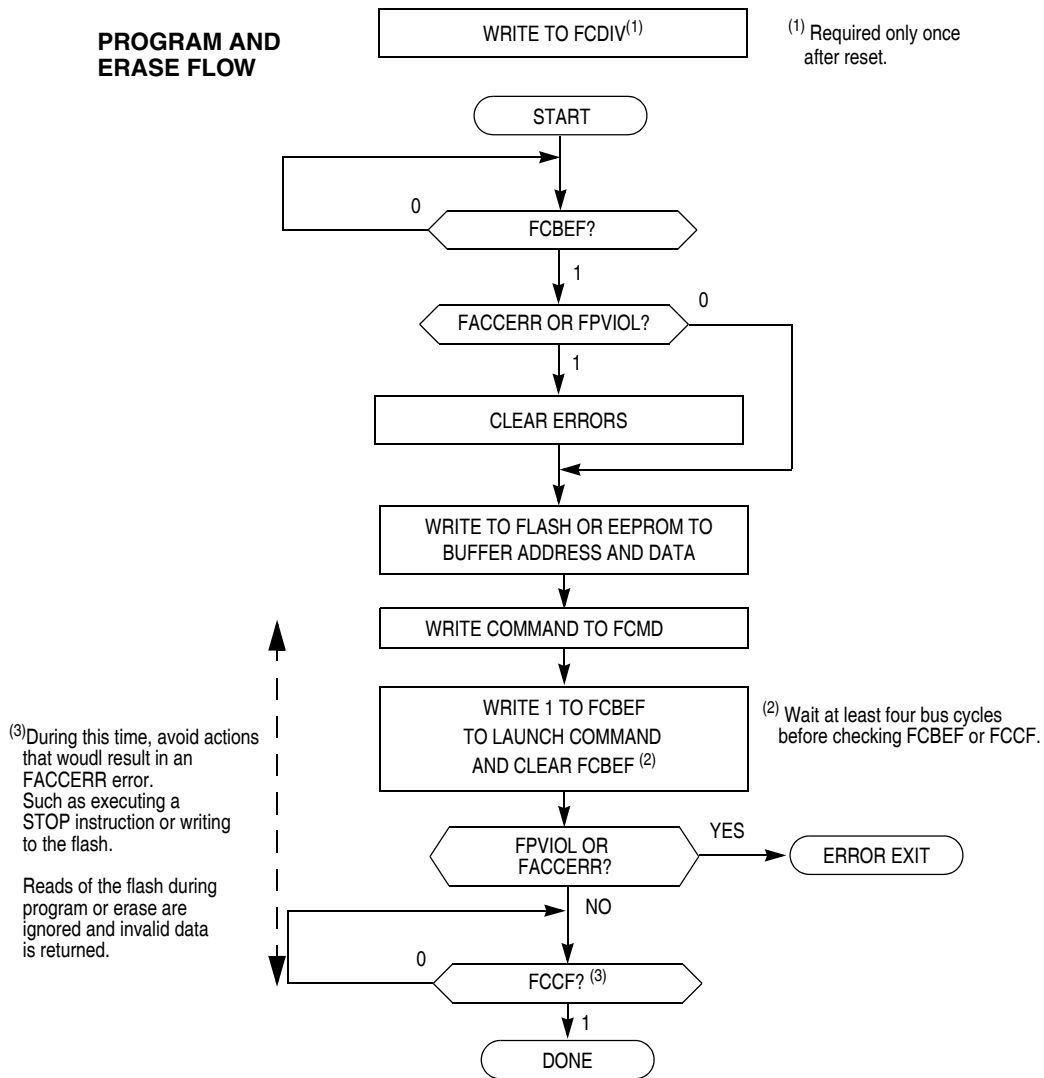 PROGRAM AND
ERASE FLOW
WRITE TO FCDIV(1)
(1) Required only once
after reset.
START
0
FCBEF?
1
0
FACCERR OR FPVIOL?
1
CLEAR ERRORS
WRITE TO FLASH OR EEPROM TO
BUFFER ADDRESS AND DATA
WRITE COMMAND TO FCMD
WRITE 1 TO FCBEF
TO LAUNCH COMMAND
AND CLEAR FCBEF (2)
(2) Wait at least four bus cycles
before checking FCBEF or FCCF.
(3)During this time, avoid actions
that woudl result in an
FACCERR error.
Such as executing a
STOP instruction or writing
to the flash.
Reads of the flash during
program or erase are
ignored and invalid data
is returned.
FPVIOL OR
FACCERR?
YES
ERROR EXIT
NO
0
FCCF? (3)
1
DONE